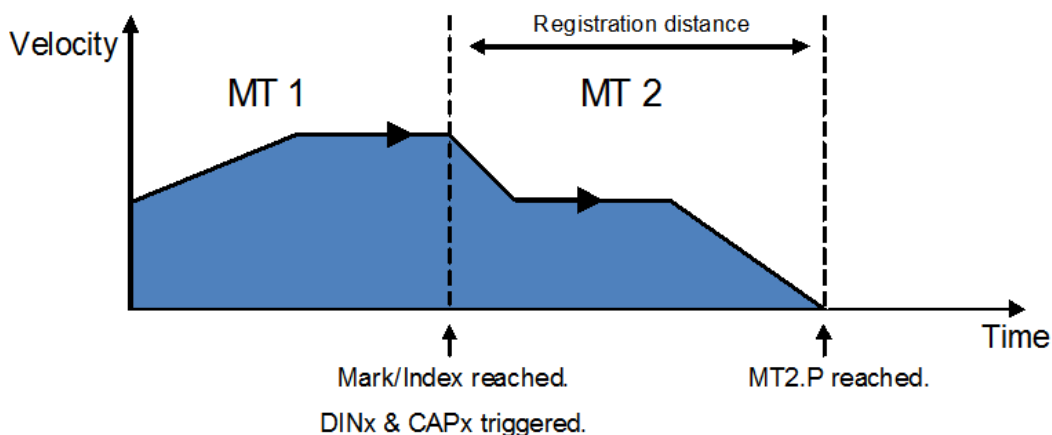 Registration distance
Velocity
MT 1
MT 2
Time
Mark/Index reached.
MT2.P reached.
DINx & CAPx triggered.